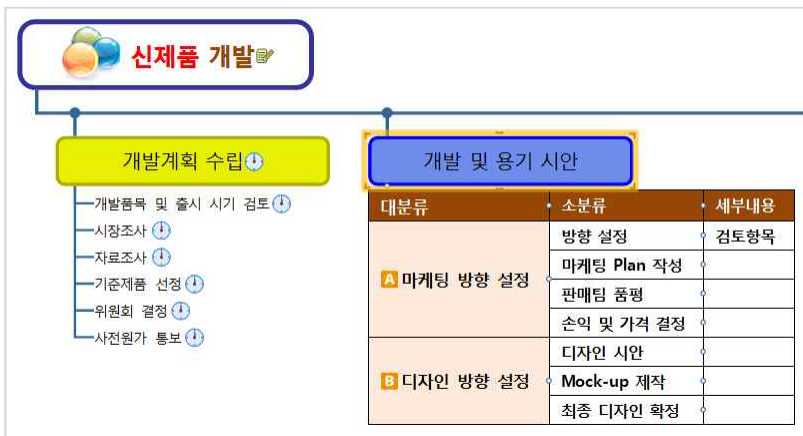 신제품 개발
개발계획 수립
개발품목 및 출시 시기 검토
시장조사
자료조사
기준제품 선정
위원회 결정
사전원가 통보
개발 및 용기 시안
대분류 소분류 세부내용
A 마케팅 방향 설정
방향 설정 검토항목
마케팅 Plan 작성
판매팀 품평
손익 및 가격 결정
B 디자인 방향 설정
디자인 시안
Mock-up 제작
최종 디자인 확정